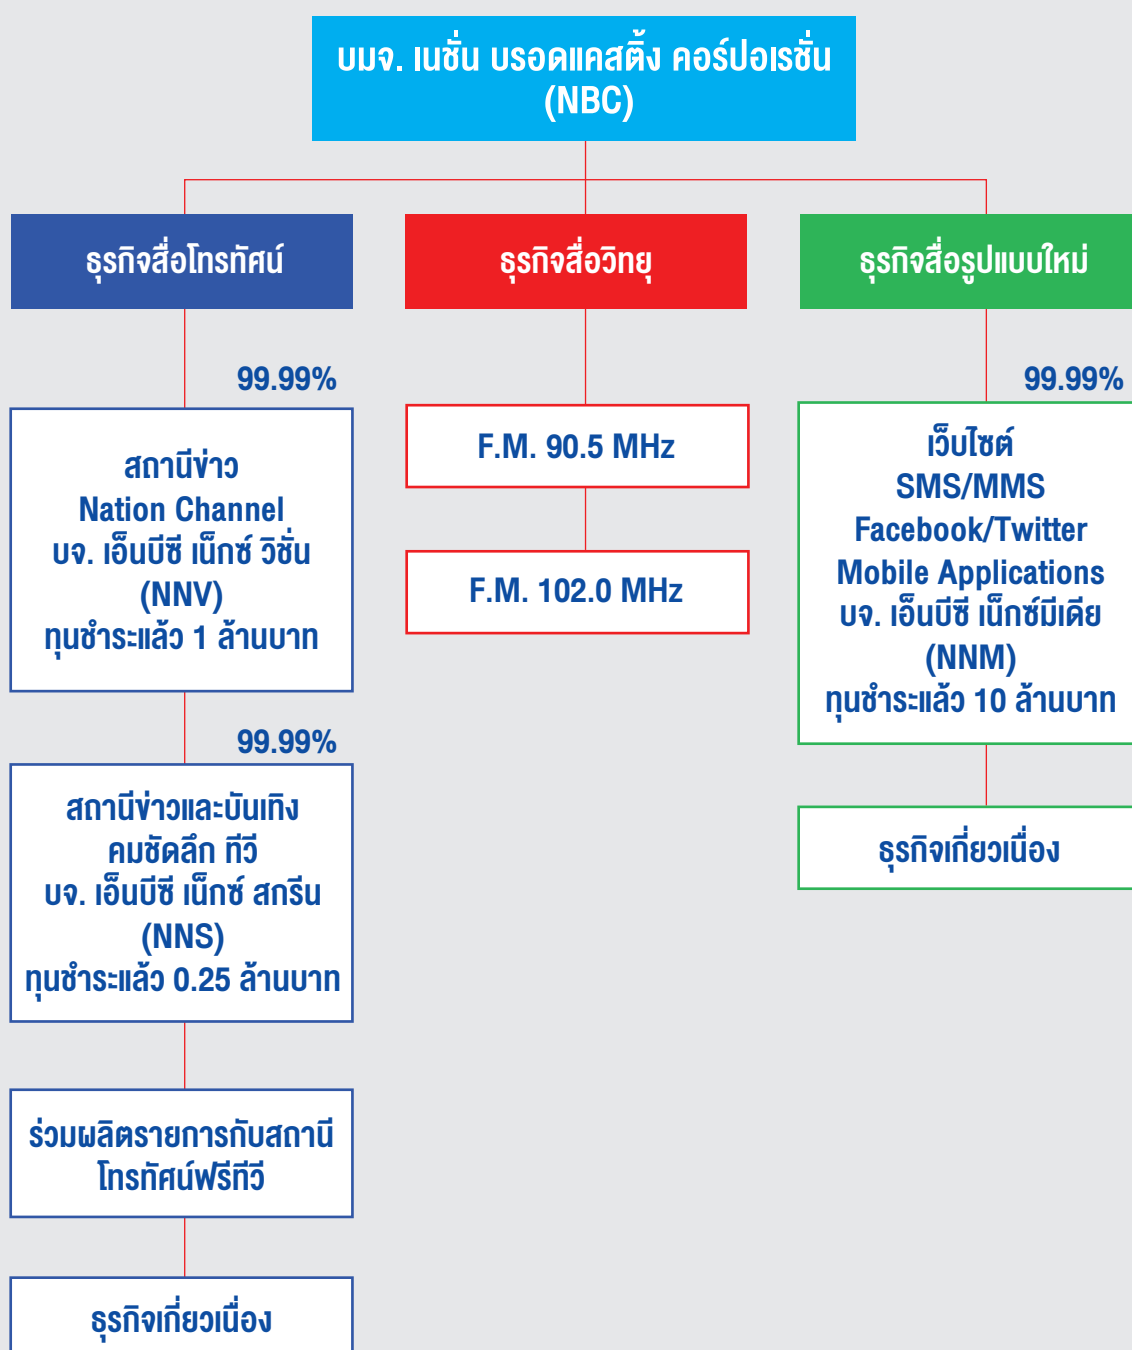 บมจ. เนชั่น บรอดแคสติ้ง คอร์ปอเรชั่น
(NBC)
ธุรกิจสื่อโทรทัศน์
99.99%
สถานีข่าว
Nation Channel
บจ. เอ็นบีซี เน็กซ์ วิชั่น
(NNV)
ทุนชำระแล้ว 1 ล้านบาท
99.99%
สถานีข่าวและบันเทิง
คมชัดลึก ทีวี
บจ. เอ็นบีซี เน็กซ์ สกรีน
(NNS)
ทุนชำระแล้ว 0.25 ล้านบาท
ร่วมผลิตรายการกับสถานี
โทรทัศน์ฟรีทีวี
ธุรกิจเกี่ยวเนื่อง
ธุรกิจสื่อวิทยุ
F.M. 90.5 MHz
F.M. 102.0 MHz
ธุรกิจสื่อรูปแบบใหม่
99.99%
เว็บไซต์
SMS/MMS
Facebook/Twitter
Mobile Applications
บจ. เอ็นบีซี เน็กซ์มีเดีย
(NNM)
ทุนชำระแล้ว 10 ล้านบาท
ธุรกิจเกี่ยวเนื่อง